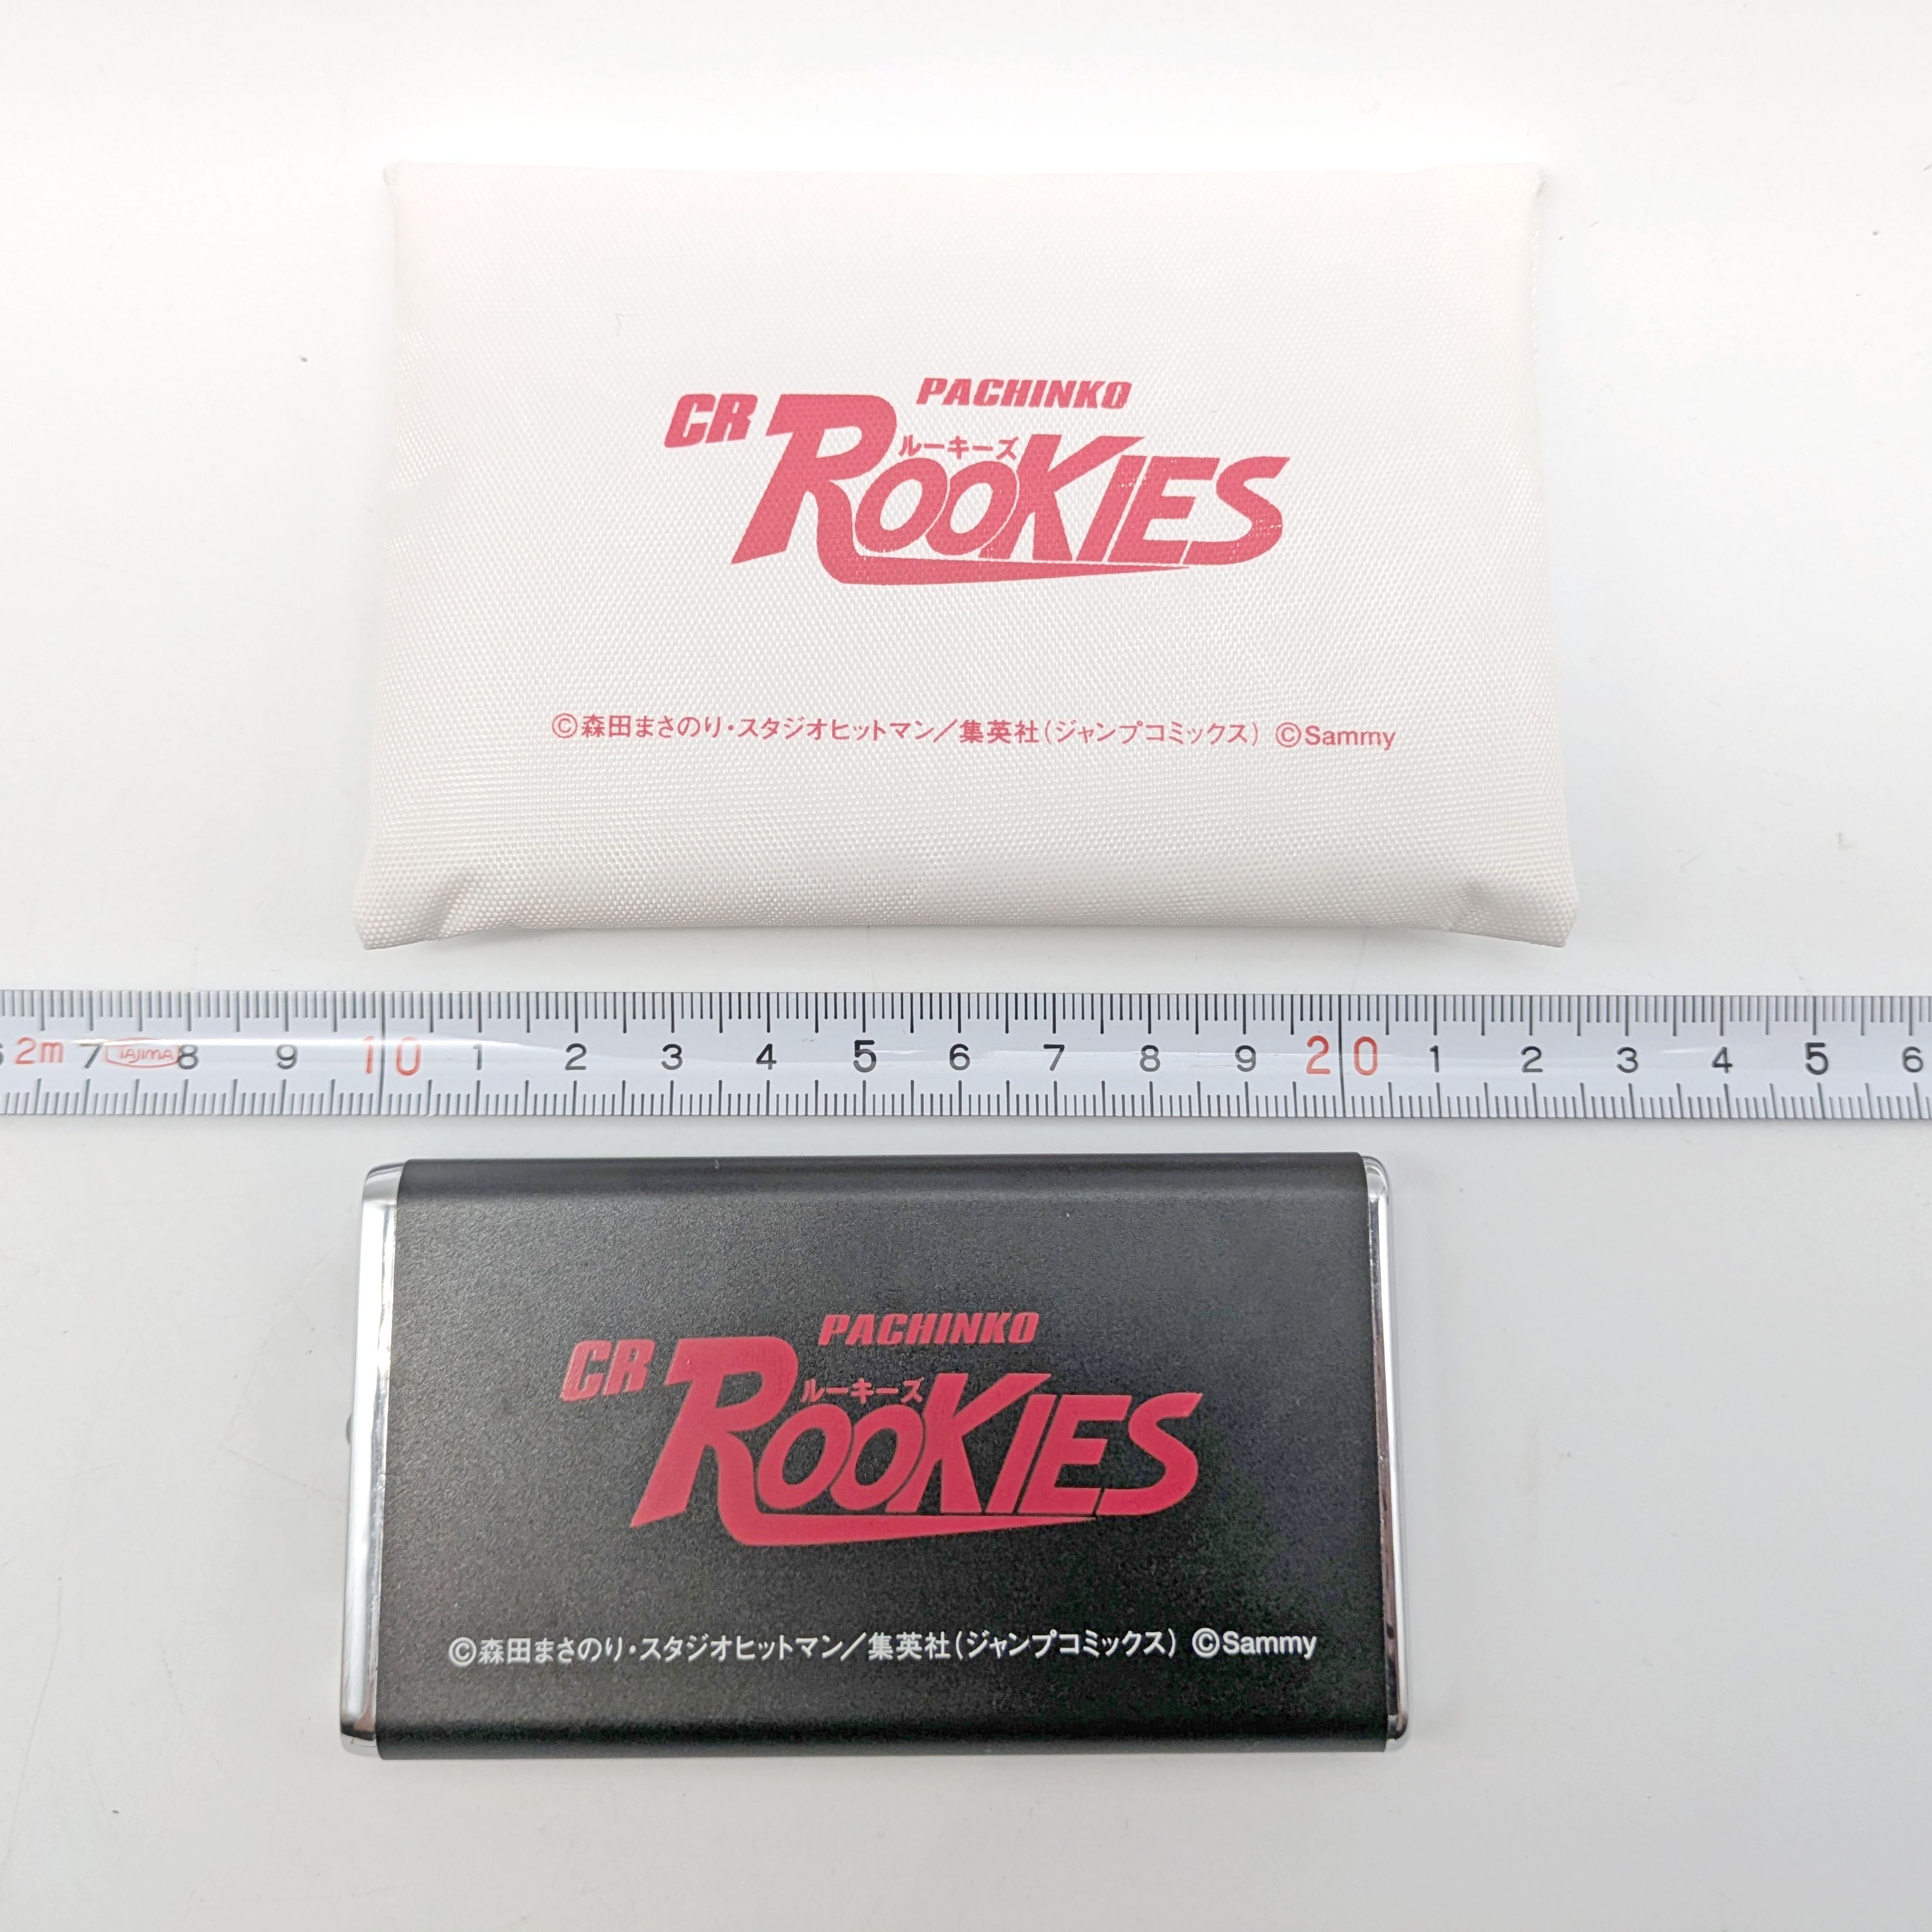 PACHINKO
CR ROOKIES
ルーキーズ
©森田まさのり・スタジオヒットマン／集英社(ジャンプコミックス) ©Sammy
2m 7 TAJIMA 8 9 10 1 2 3 4 5 6 7 8 9 20 1 2 3 4 5 6
PACHINKO
CR ROOKIES
ルーキーズ
©森田まさのり・スタジオヒットマン／集英社(ジャンプコミックス) ©Sammy